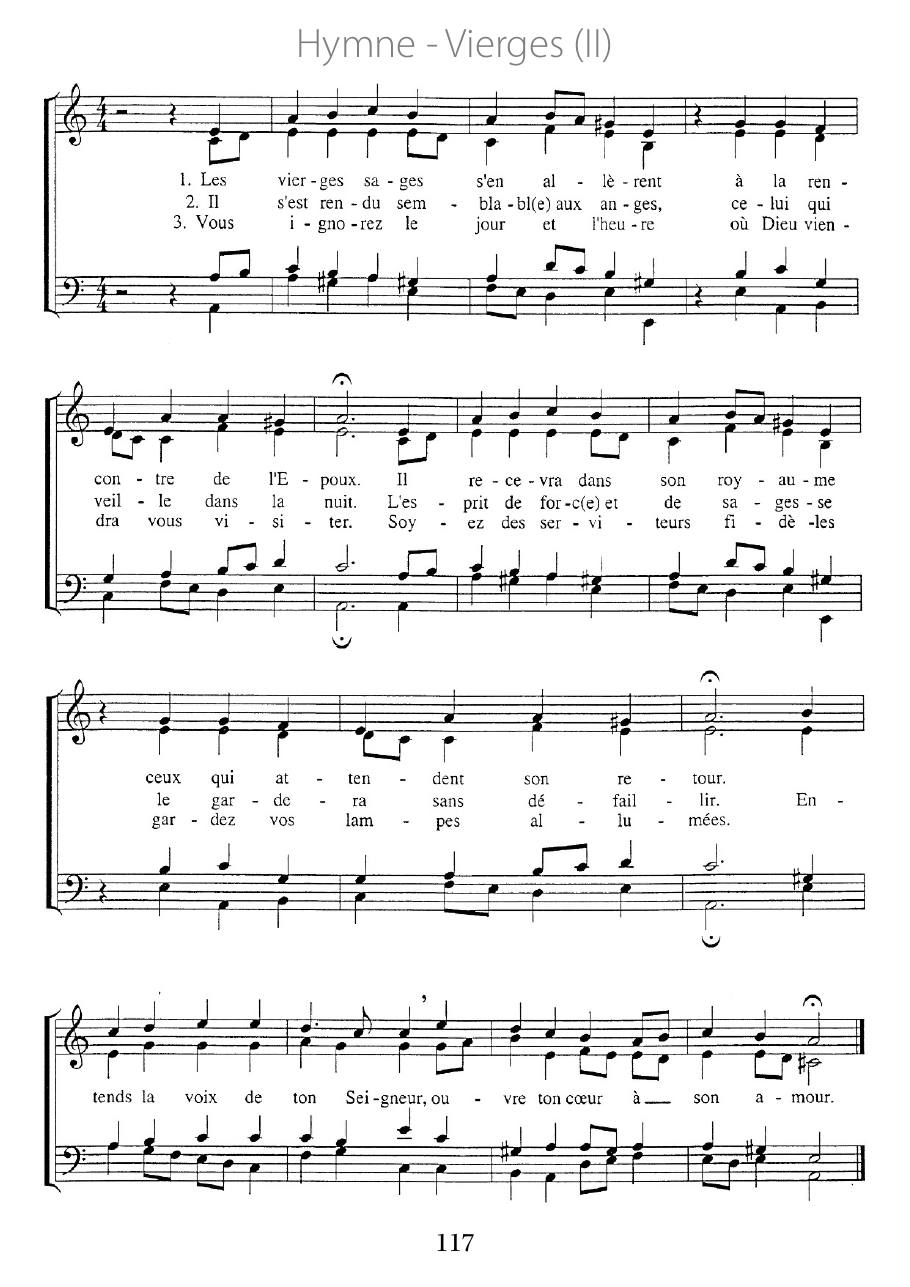 Hymne - Vierges (II)
1. Les vier - ges sa - ges s'en al - lè - rent à la ren -
2. Il s'est ren - du sem - bla - bl(e) aux an - ges, ce - lui qui
3. Vous i - gno - rez le jour et l'heu - re où Dieu vien -
con - tre de l'E - poux. Il re - ce - vra dans son roy - au - me
veil - le dans la nuit. L'es - prit de for - c(e) et de sa - ges - se
dra vous vi - si - ter. Soy - ez des ser - vi - teurs fi - dè - les
ceux qui at - ten - dent son re - tour.
le gar - de - ra sans dé - fail - lir. En -
gar - dez vos lam - pes al - lu - mées.
tends la voix de ton Sei - gneur, ou - vre ton cœur à son a - mour.
117